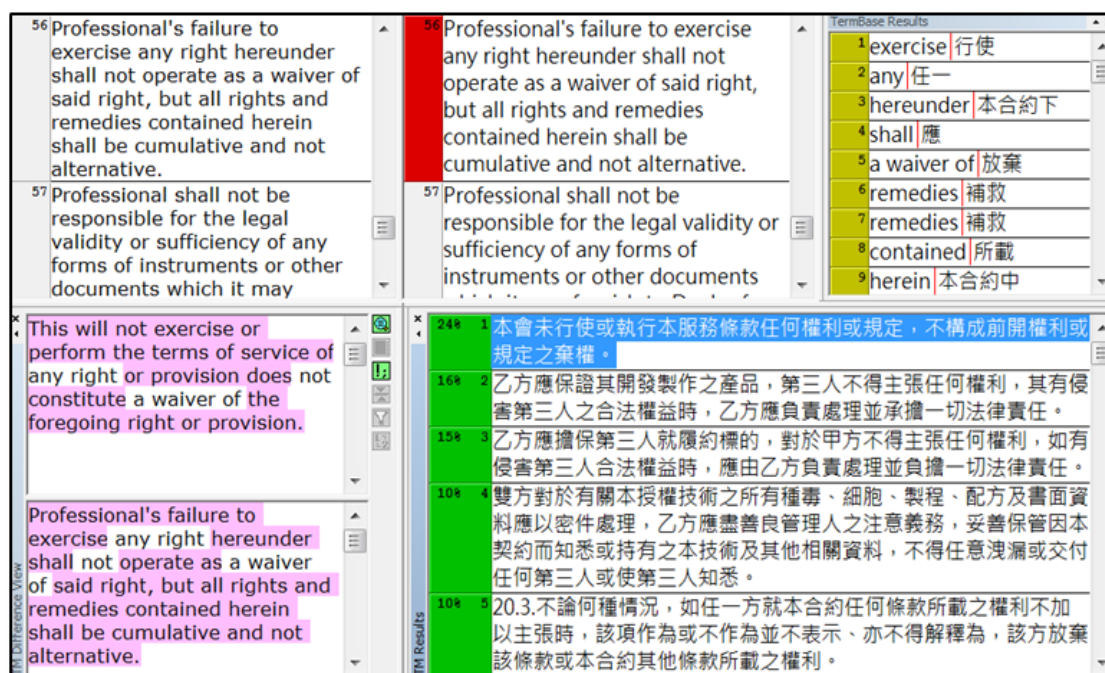 56 Professional's failure to
exercise any right hereunder
shall not operate as a waiver of
said right, but all rights and
remedies contained herein
shall be cumulative and not
alternative.
57 Professional shall not be
responsible for the legal
validity or sufficiency of any
forms of instruments or other
documents which it may
56 Professional's failure to exercise
any right hereunder shall not
operate as a waiver of said right,
but all rights and remedies
contained herein shall be
cumulative and not alternative.
57 Professional shall not be
responsible for the legal validity or
sufficiency of any forms of
instruments or other documents
TermBase Results
1 exercise 行使
2 any 任一
3 hereunder 本合約下
4 shall 應
5 a waiver of 放棄
6 remedies 補救
7 remedies 補救
8 contained 所載
9 herein 本合約中
This will not exercise or
perform the terms of service of
any right or provision does not
constitute a waiver of the
foregoing right or provision.
Professional's failure to
exercise any right hereunder
shall not operate as a waiver
of said right, but all rights and
remedies contained herein
shall be cumulative and not
alternative.
TM Difference View
24% 1 本會未行使或執行本服務條款任何權利或規定，不構成前開權利或
規定之棄權。
16% 2 乙方應保證其開發製作之產品，第三人不得主張任何權利，其有侵
害第三人之合法權益時，乙方應負責處理並承擔一切法律責任。
15% 3 乙方應擔保第三人就履約標的，對於甲方不得主張任何權利，如有
侵害第三人合法權益時，應由乙方負責處理並負擔一切法律責任。
10% 4 雙方對於有關本授權技術之所有種毒、細胞、製程、配方及書面資
料應以密件處理，乙方應盡善良管理人之注意義務，妥善保管因本
契約而知悉或持有之本技術及其他相關資料，不得任意洩漏或交付
任何第三人或使第三人知悉。
10% 5 20.3.不論何種情況，如任一方就本合約任何條款所載之權利不加
以主張時，該項作為或不作為並不表示、亦不得解釋為，該方放棄
該條款或本合約其他條款所載之權利。
TM Results